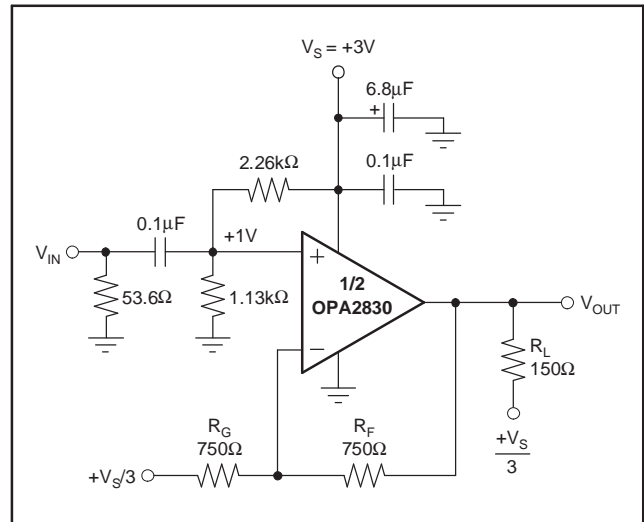 V_S = +3V
6.8μF
+
2.26kΩ
0.1μF
0.1μF
+1V
V_IN
+
1/2
OPA2830
53.6Ω
1.13kΩ
V_OUT
−
R_L
150Ω
R_G
750Ω
R_F
750Ω
+V_S/3
+V_S
3